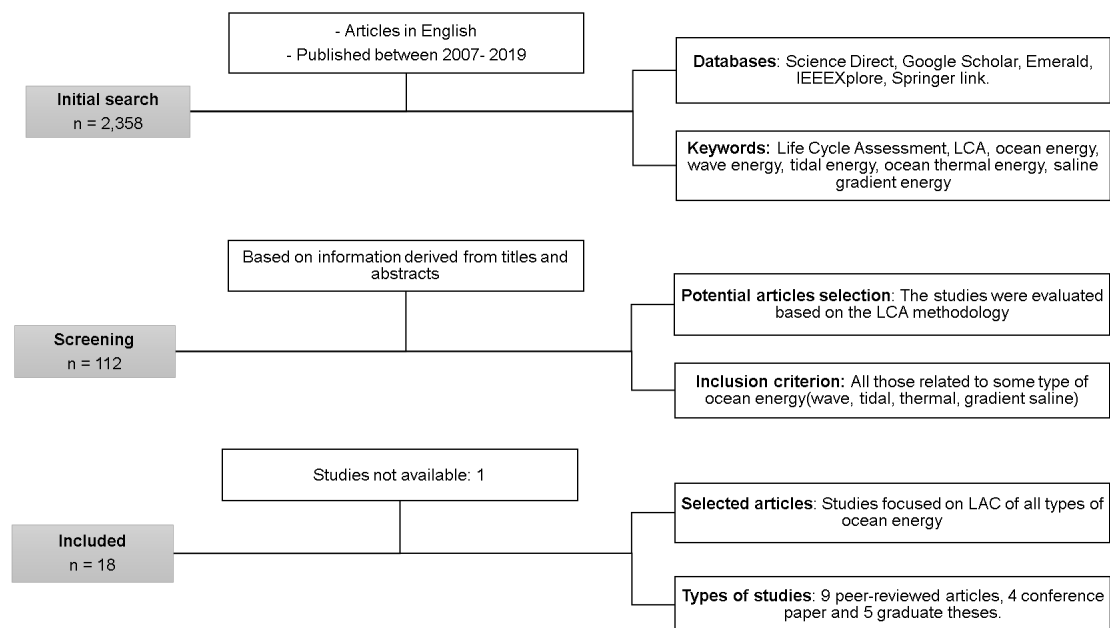 - Articles in English
- Published between 2007- 2019
Initial search
n = 2,358
Databases: Science Direct, Google Scholar, Emerald,
IEEEXplore, Springer link.
Keywords: Life Cycle Assessment, LCA, ocean energy,
wave energy, tidal energy, ocean thermal energy, saline
gradient energy
Based on information derived from titles and
abstracts
Screening
n = 112
Potential articles selection: The studies were evaluated
based on the LCA methodology
Inclusion criterion: All those related to some type of
ocean energy(wave, tidal, thermal, gradient saline)
Studies not available: 1
Included
n = 18
Selected articles: Studies focused on LAC of all types of
ocean energy
Types of studies: 9 peer-reviewed articles, 4 conference
paper and 5 graduate theses.